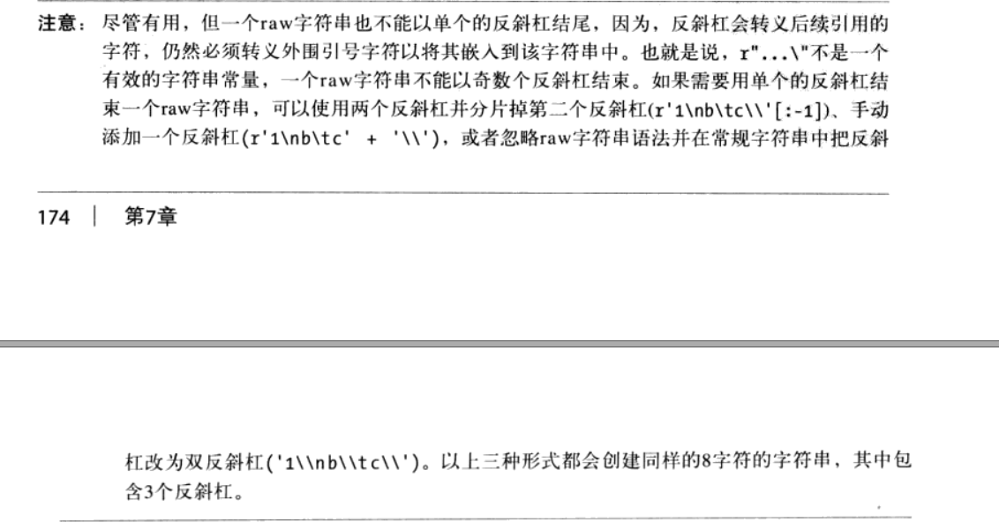 注意： 尽管有用，但一个raw字符串也不能以单个的反斜杠结尾，因为，反斜杠会转义后续引用的
字符，仍然必须转义外围引号字符以将其嵌入到该字符串中。也就是说，r"...\"不是一个
有效的字符串常量，一个raw字符串不能以奇数个反斜杠结束。如果需要用单个的反斜杠结
束一个raw字符串，可以使用两个反斜杠并分片掉第二个反斜杠(r'1\nb\tc\\'[:-1])、手动
添加一个反斜杠(r'1\nb\tc' + '\\')，或者忽略raw字符串语法并在常规字符串中把反斜
174 | 第7章
杠改为双反斜杠('1\\nb\\tc\\')。以上三种形式都会创建同样的8字符的字符串，其中包
含3个反斜杠。